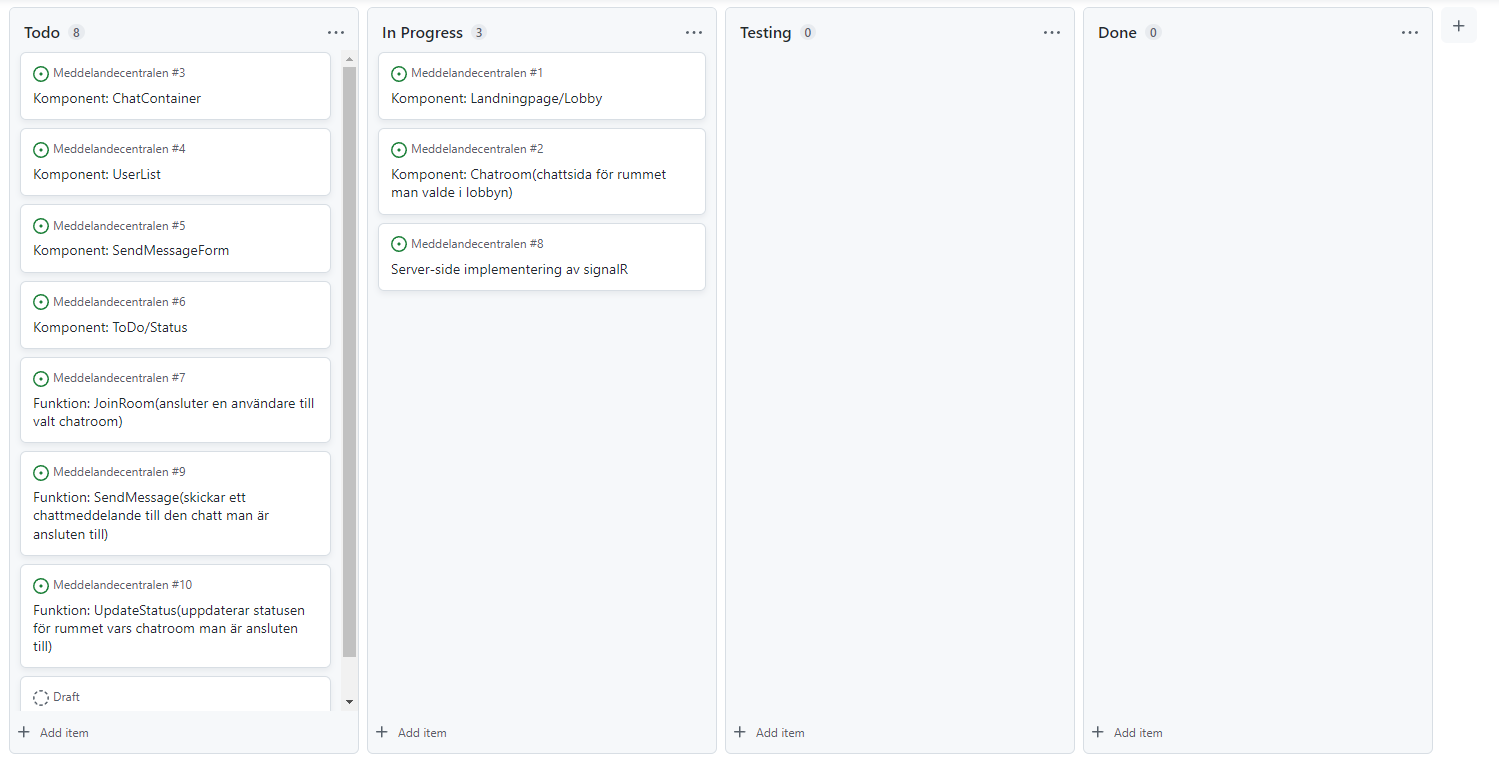 Todo 8
Meddelandecentralen #3
Komponent: ChatContainer
Meddelandecentralen #4
Komponent: UserList
Meddelandecentralen #5
Komponent: SendMessageForm
Meddelandecentralen #6
Komponent: ToDo/Status
Meddelandecentralen #7
Funktion: JoinRoom(ansluter en användare till
valt chatroom)
Meddelandecentralen #9
Funktion: SendMessage(skickar ett
chattmeddelande till den chatt man är
ansluten till)
Meddelandecentralen #10
Funktion: UpdateStatus(uppdaterar statusen
för rummet vars chatroom man är ansluten
till)
Draft
Add item
In Progress 3
Meddelandecentralen #1
Komponent: Landningpage/Lobby
Meddelandecentralen #2
Komponent: Chatroom(chattsida för rummet
man valde i lobbyn)
Meddelandecentralen #8
Server-side implementering av signalR
Add item
Testing 0
Add item
Done 0
Add item